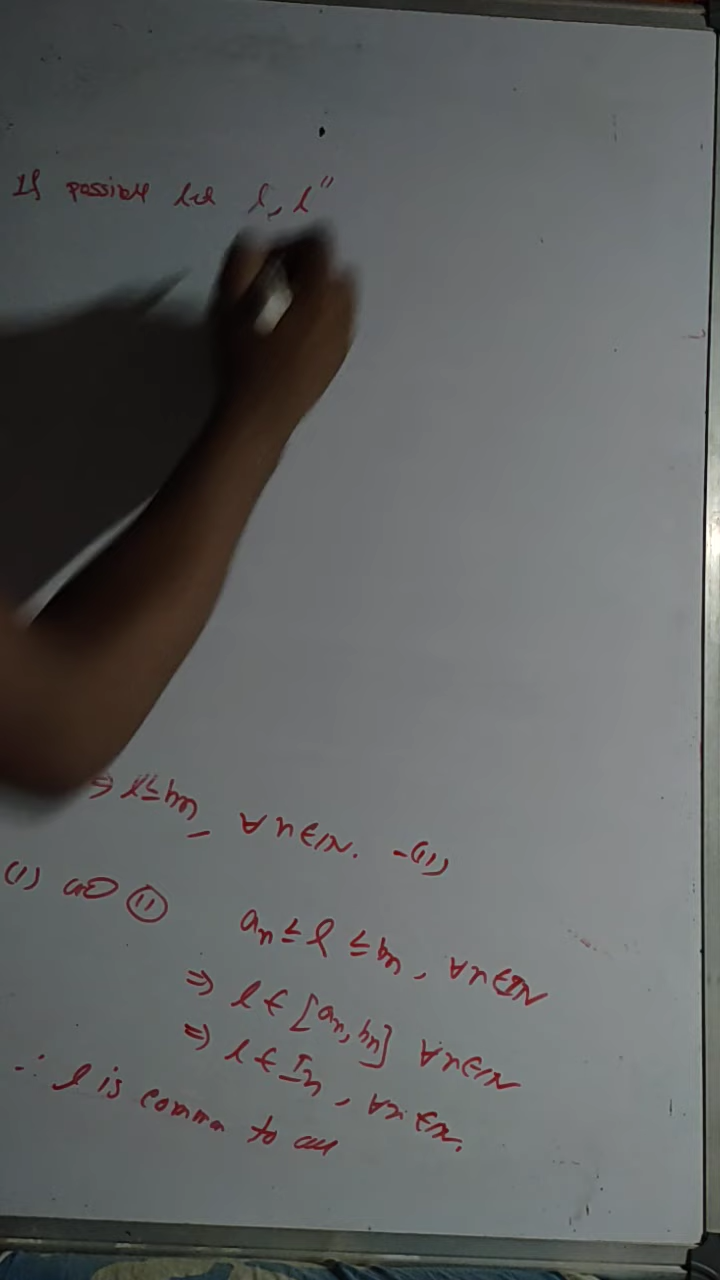 If possible let l, l"
⇒ l ≤ bn, ∀ n ∈ N. -(ii)
(i) and (ii) an ≤ l ≤ bn, ∀ n ∈ N
⇒ l ∈ [an, bn] ∀ n ∈ N
⇒ l ∈ In, ∀ n ∈ N.
∴ l is common to all